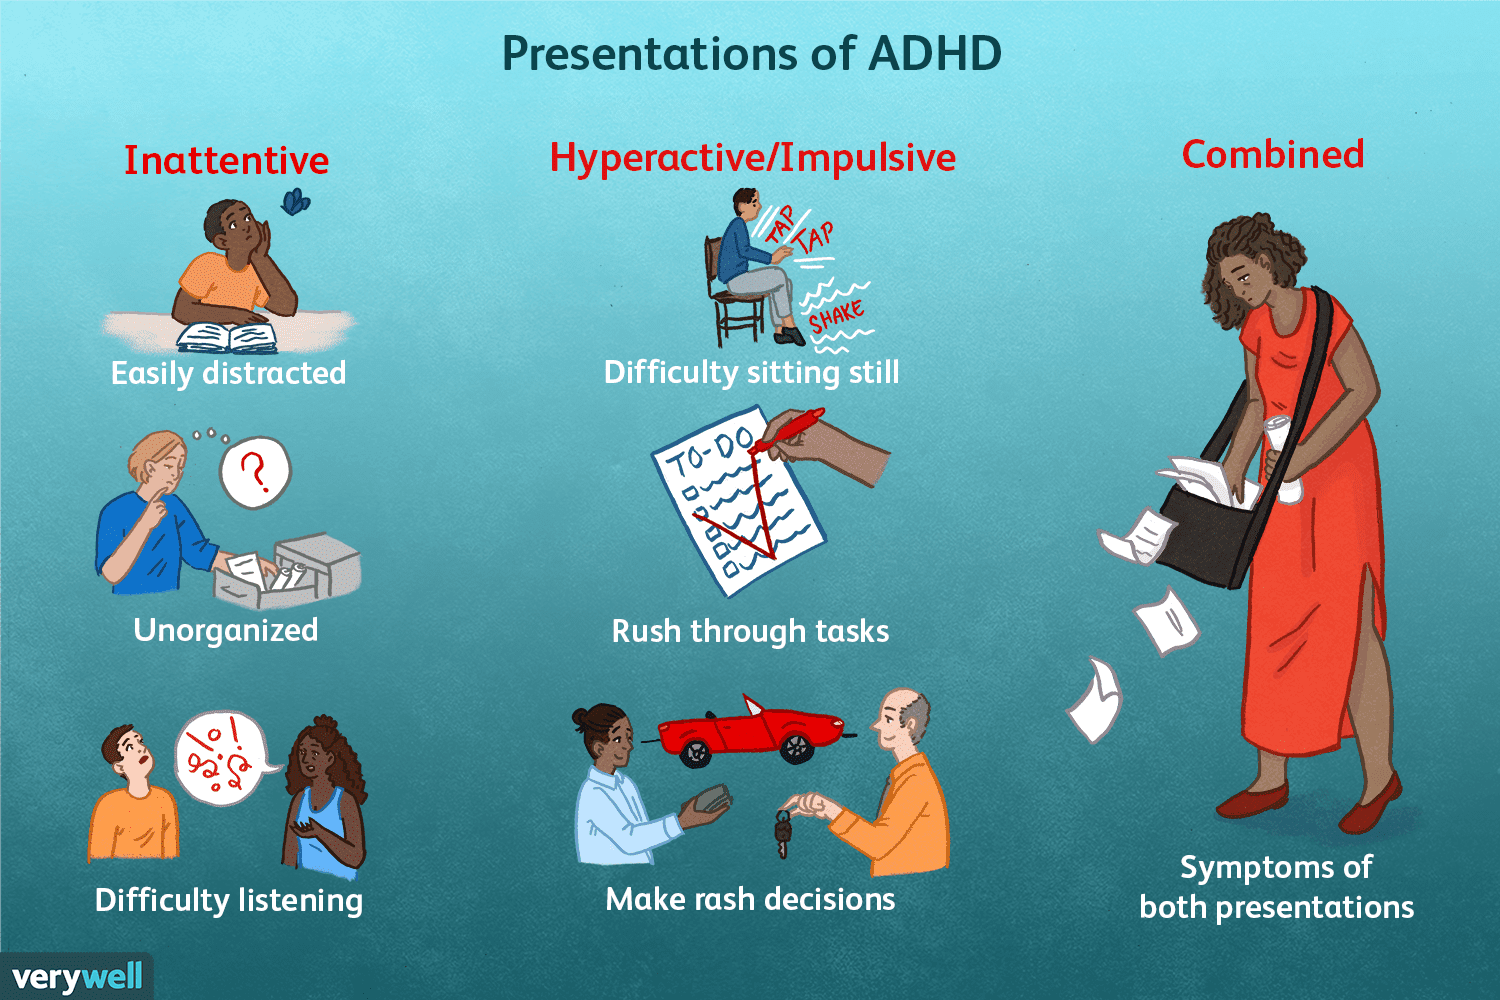 Presentations of ADHD
Inattentive
Easily distracted
?
Unorganized
Difficulty listening
Hyperactive/Impulsive
TAP
TAP
SHAKE
Difficulty sitting still
TO-DO
Rush through tasks
Make rash decisions
Combined
Symptoms of
both presentations
verywell